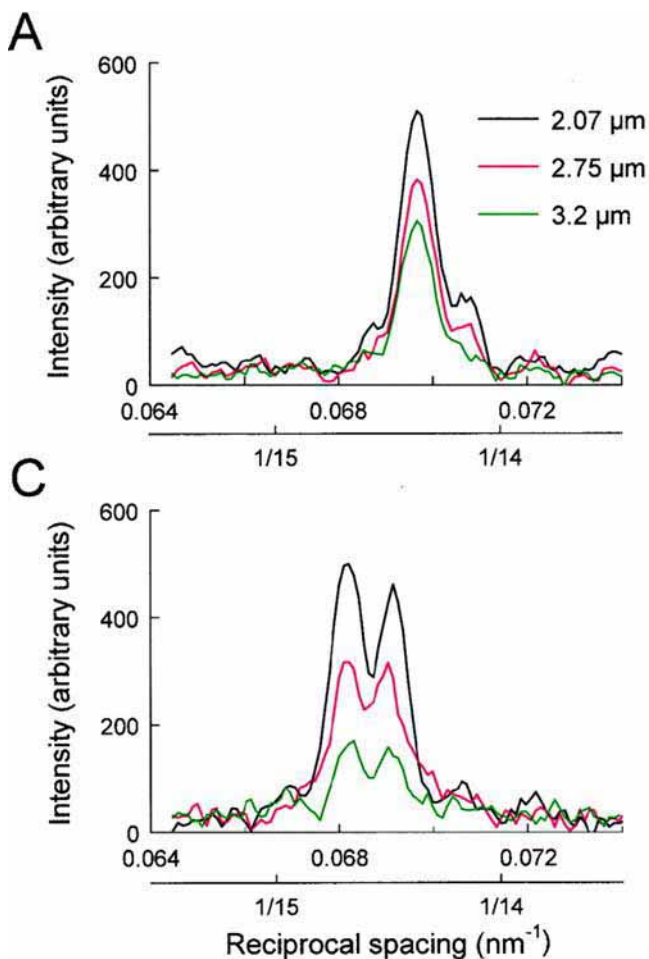 A
600
400
200
0
Intensity (arbitrary units)
2.07 µm
2.75 µm
3.2 µm
0.064 0.068 0.072
1/15 1/14
C
600
400
200
0
Intensity (arbitrary units)
0.064 0.068 0.072
1/15 1/14
Reciprocal spacing (nm⁻¹)